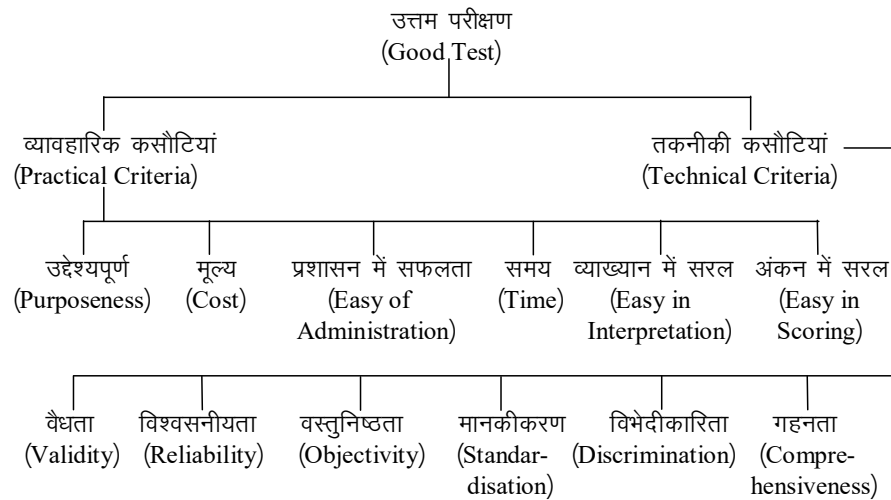 उत्तम परीक्षण
(Good Test)
व्यावहारिक कसौटियां
(Practical Criteria)
तकनीकी कसौटियां
(Technical Criteria)
उद्देश्यपूर्ण
(Purposeness)
मूल्य
(Cost)
प्रशासन में सफलता
(Easy of
Administration)
समय
(Time)
व्याख्यान में सरल
(Easy in
Interpretation)
अंकन में सरल
(Easy in
Scoring)
वैधता
(Validity)
विश्वसनीयता
(Reliability)
वस्तुनिष्ठता
(Objectivity)
मानकीकरण
(Standar-
disation)
विभेदीकारिता
(Discrimination)
गहनता
(Compre-
hensiveness)